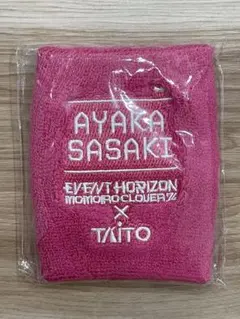 AYAKA
SASAKI
EVENT HORIZON
MOMOIRO CLOVER Z
×
TAITO